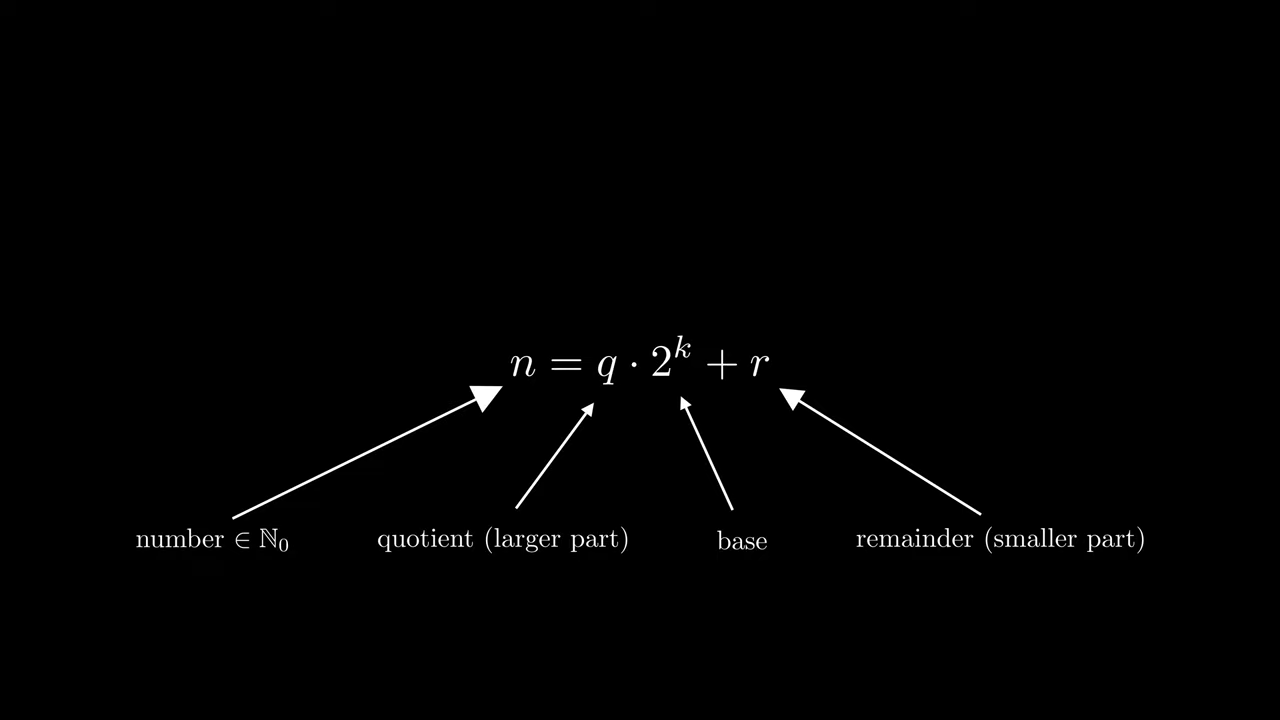 n = q · 2^k + r
number ∈ ℕ₀
quotient (larger part)
base
remainder (smaller part)